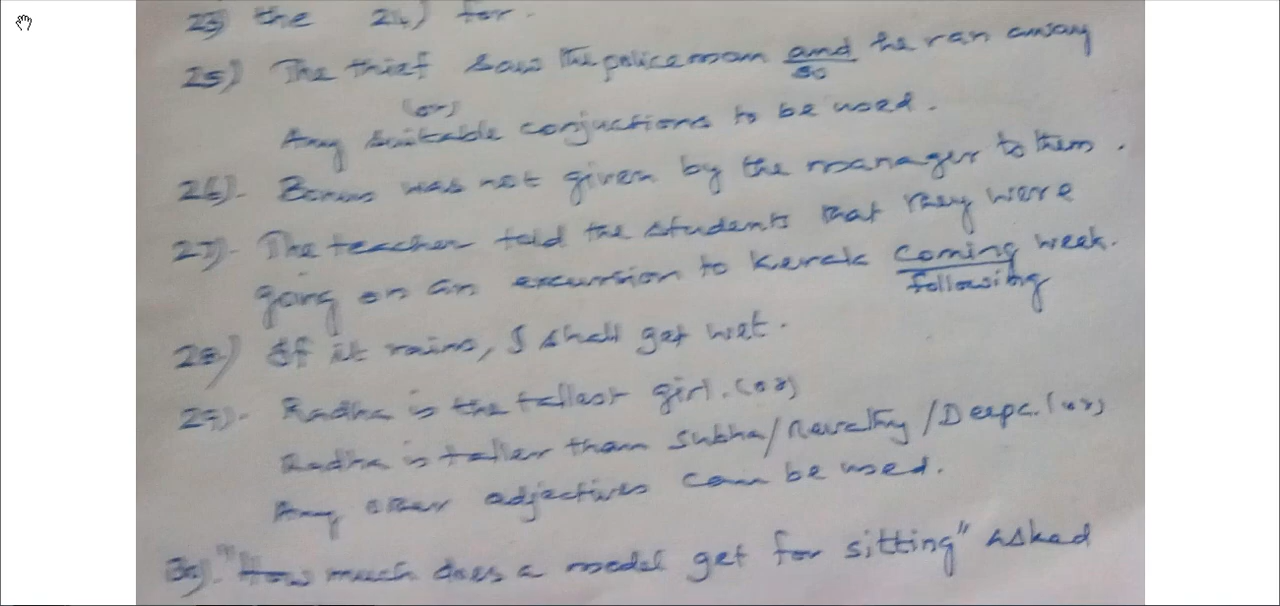 23) the 24) for.
25) The thief saw the policeman and he ran away
so
(or)
Any suitable conjuctions to be used.
26). Bonus was not given by the manager to them.
27). The teacher told the students that they were
going on an excursion to Kerala coming week.
following
28) If it rains, I shall get wet.
29). Radha is the tallest girl. (or)
Radha is taller than Subha/Revathy/Deepa. (or)
Any other adjectives can be used.
30). "How much does a model get for sitting" asked